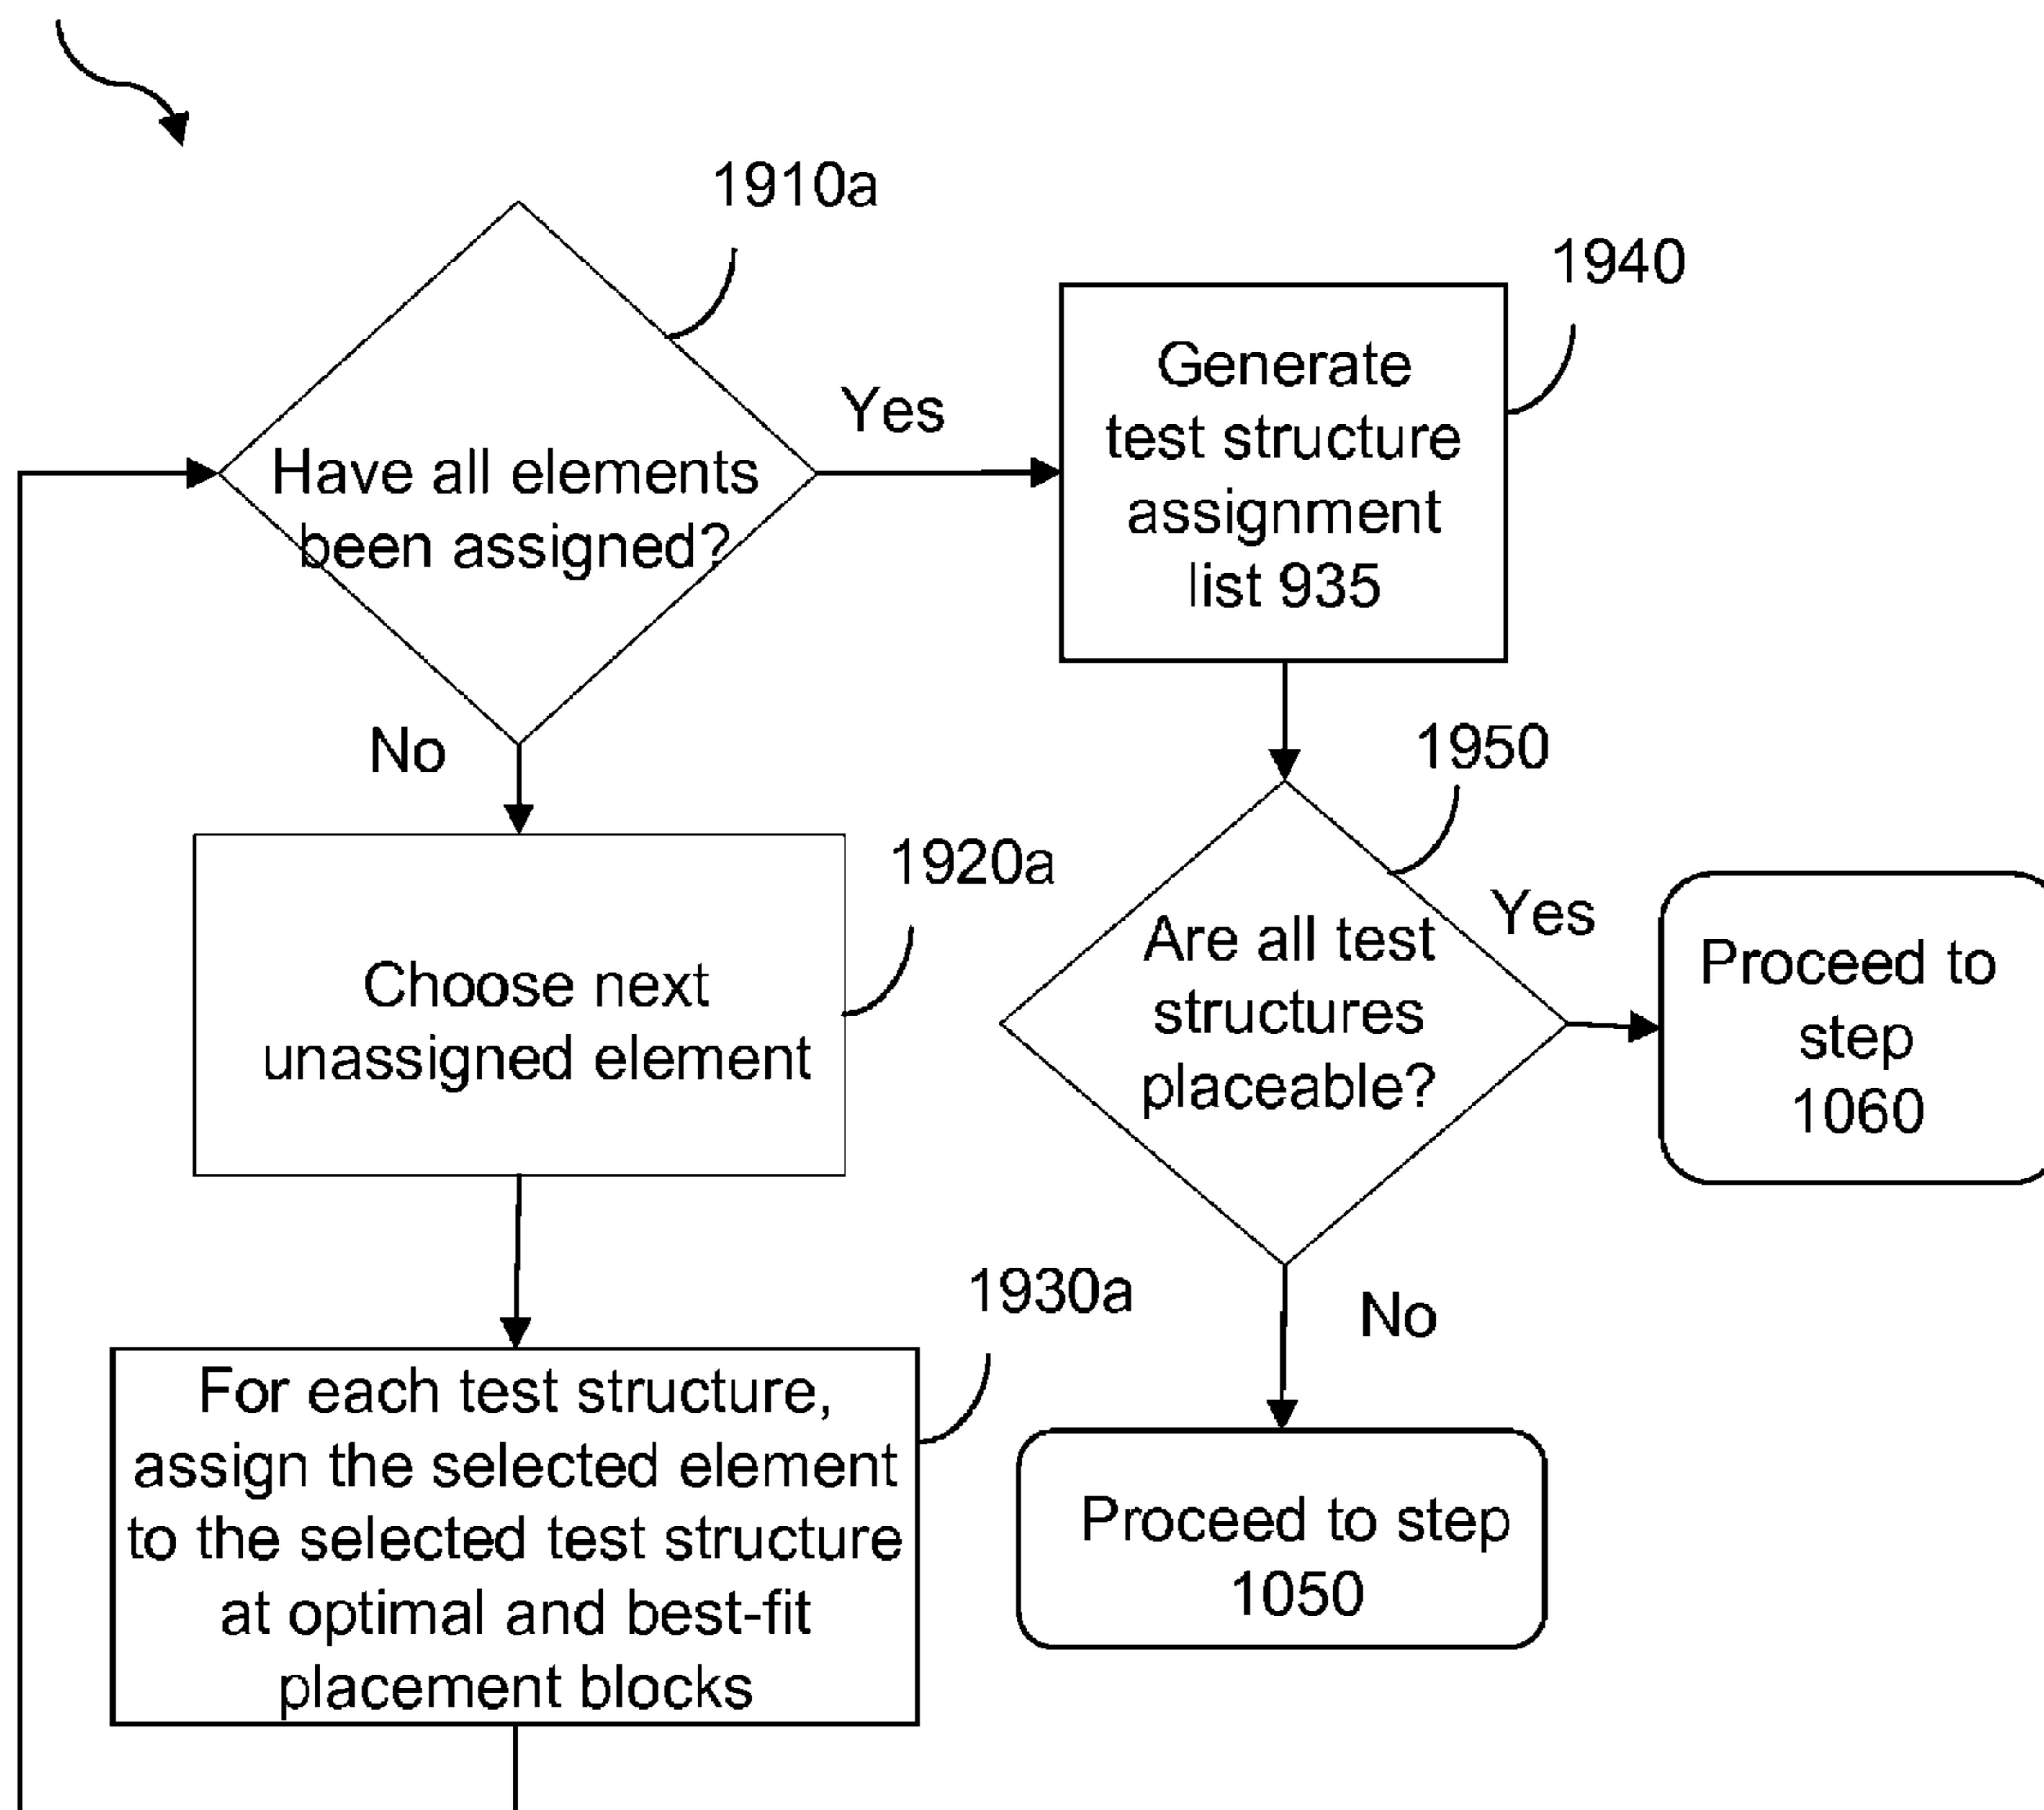 1910a
Have all elements
been assigned?
Yes
No
1940
Generate
test structure
assignment
list 935
1920a
Choose next
unassigned element
1950
Are all test
structures
placeable?
Yes
No
Proceed to
step
1060
1930a
For each test structure,
assign the selected element
to the selected test structure
at optimal and best-fit
placement blocks
Proceed to step
1050